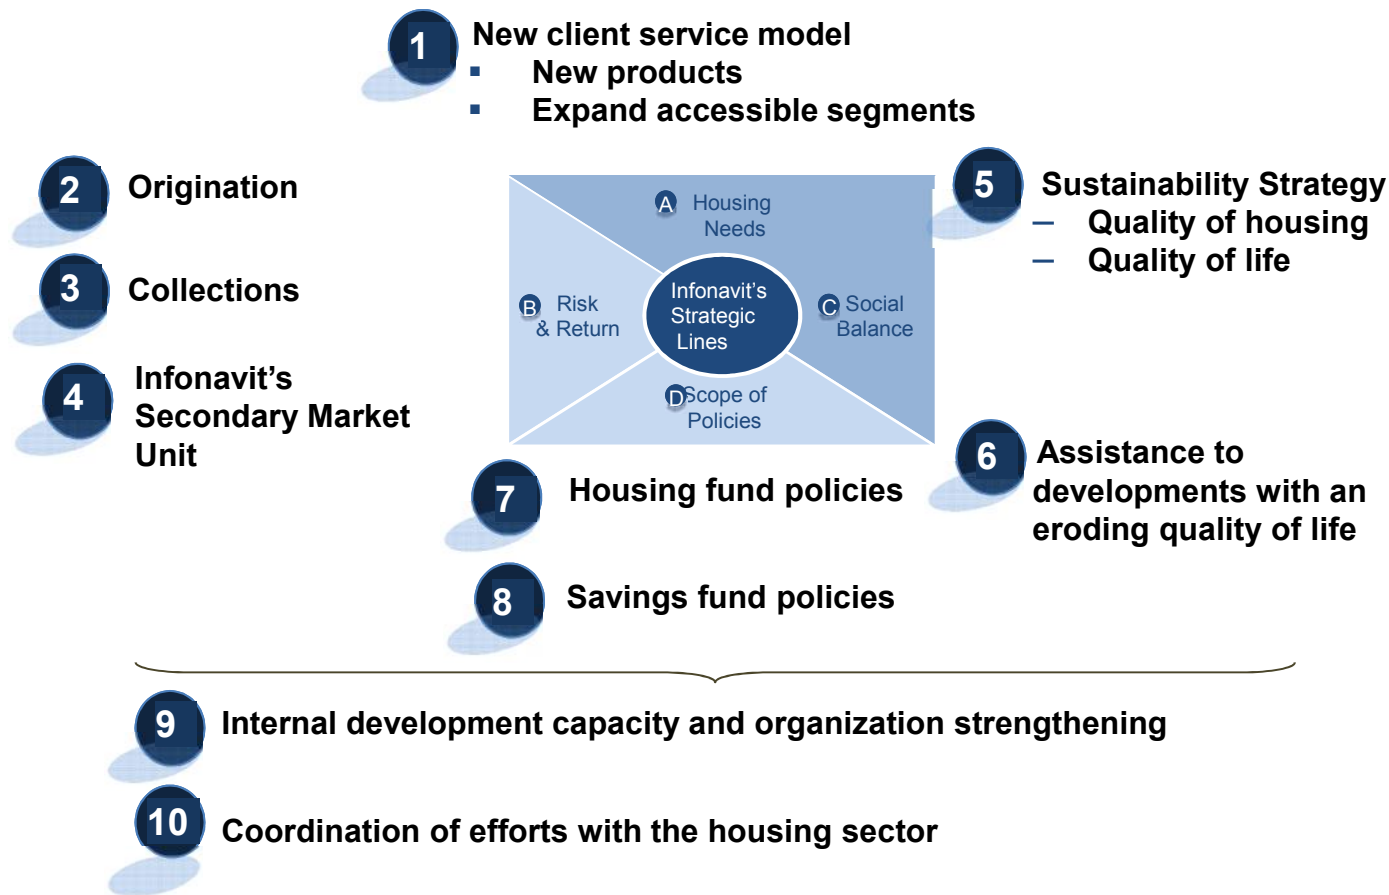 1 New client service model
▪ New products
▪ Expand accessible segments
2 Origination
3 Collections
4 Infonavit’s
Secondary Market
Unit
A Housing
Needs
B Risk
& Return
Infonavit’s
Strategic
Lines
C Social
Balance
D Scope of
Policies
5 Sustainability Strategy
– Quality of housing
– Quality of life
6 Assistance to
developments with an
eroding quality of life
7 Housing fund policies
8 Savings fund policies
9 Internal development capacity and organization strengthening
10 Coordination of efforts with the housing sector